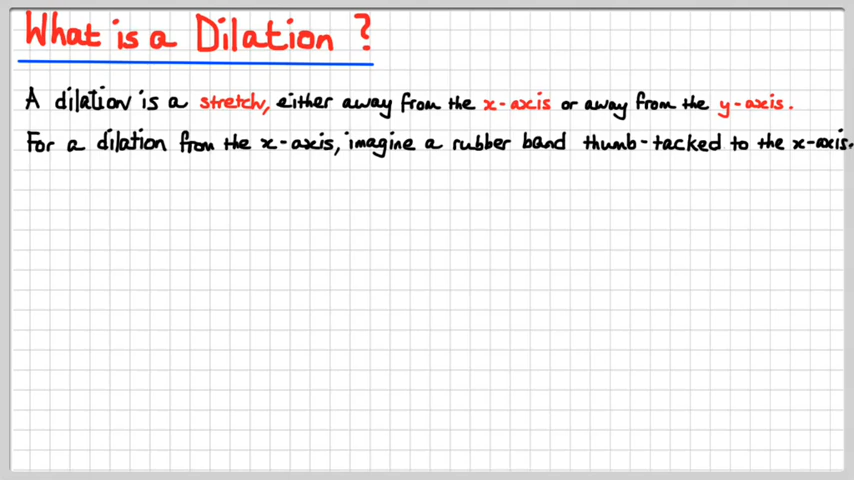 What is a Dilation ?
A dilation is a stretch, either away from the x-axis or away from the y-axis.
For a dilation from the x-axis, imagine a rubber band thumb-tacked to the x-axis.